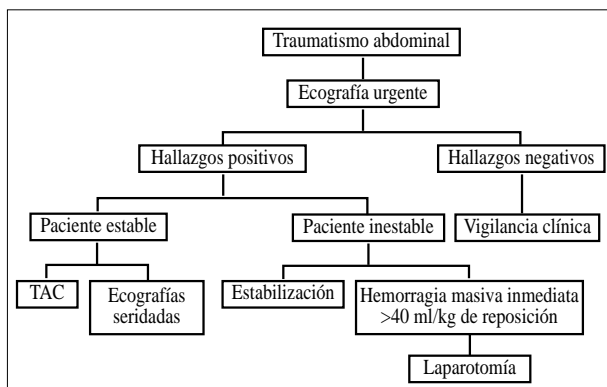 Traumatismo abdominal
Ecografía urgente
Hallazgos positivos
Hallazgos negativos
Paciente estable
Paciente inestable
Vigilancia clínica
TAC
Ecografías
seridadas
Estabilización
Hemorragia masiva inmediata
>40 ml/kg de reposición
Laparotomía